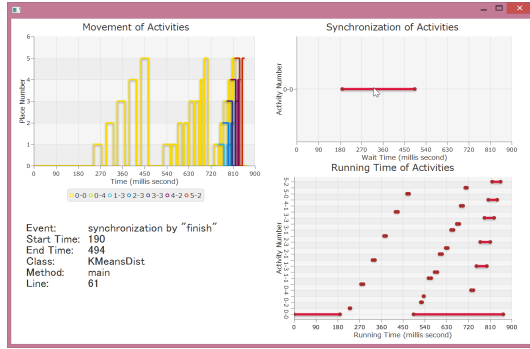 Movement of Activities
6
5
4
3
2
1
0
Place Number
0 90 180 270 360 450 540 630 720 810 900
Time (millis second)
0-0 0-4 1-3 2-3 3-3 4-2 5-2
Synchronization of Activities
Activity Number
0-0
0 90 180 270 360 450 540 630 720 810 900
Wait Time (millis second)
Running Time of Activities
Activity Number
0 90 180 270 360 450 540 630 720 810 900
Running Time (millis second)
Event: synchronization by "finish"
Start Time: 190
End Time: 494
Class: KMeansDist
Method: main
Line: 61